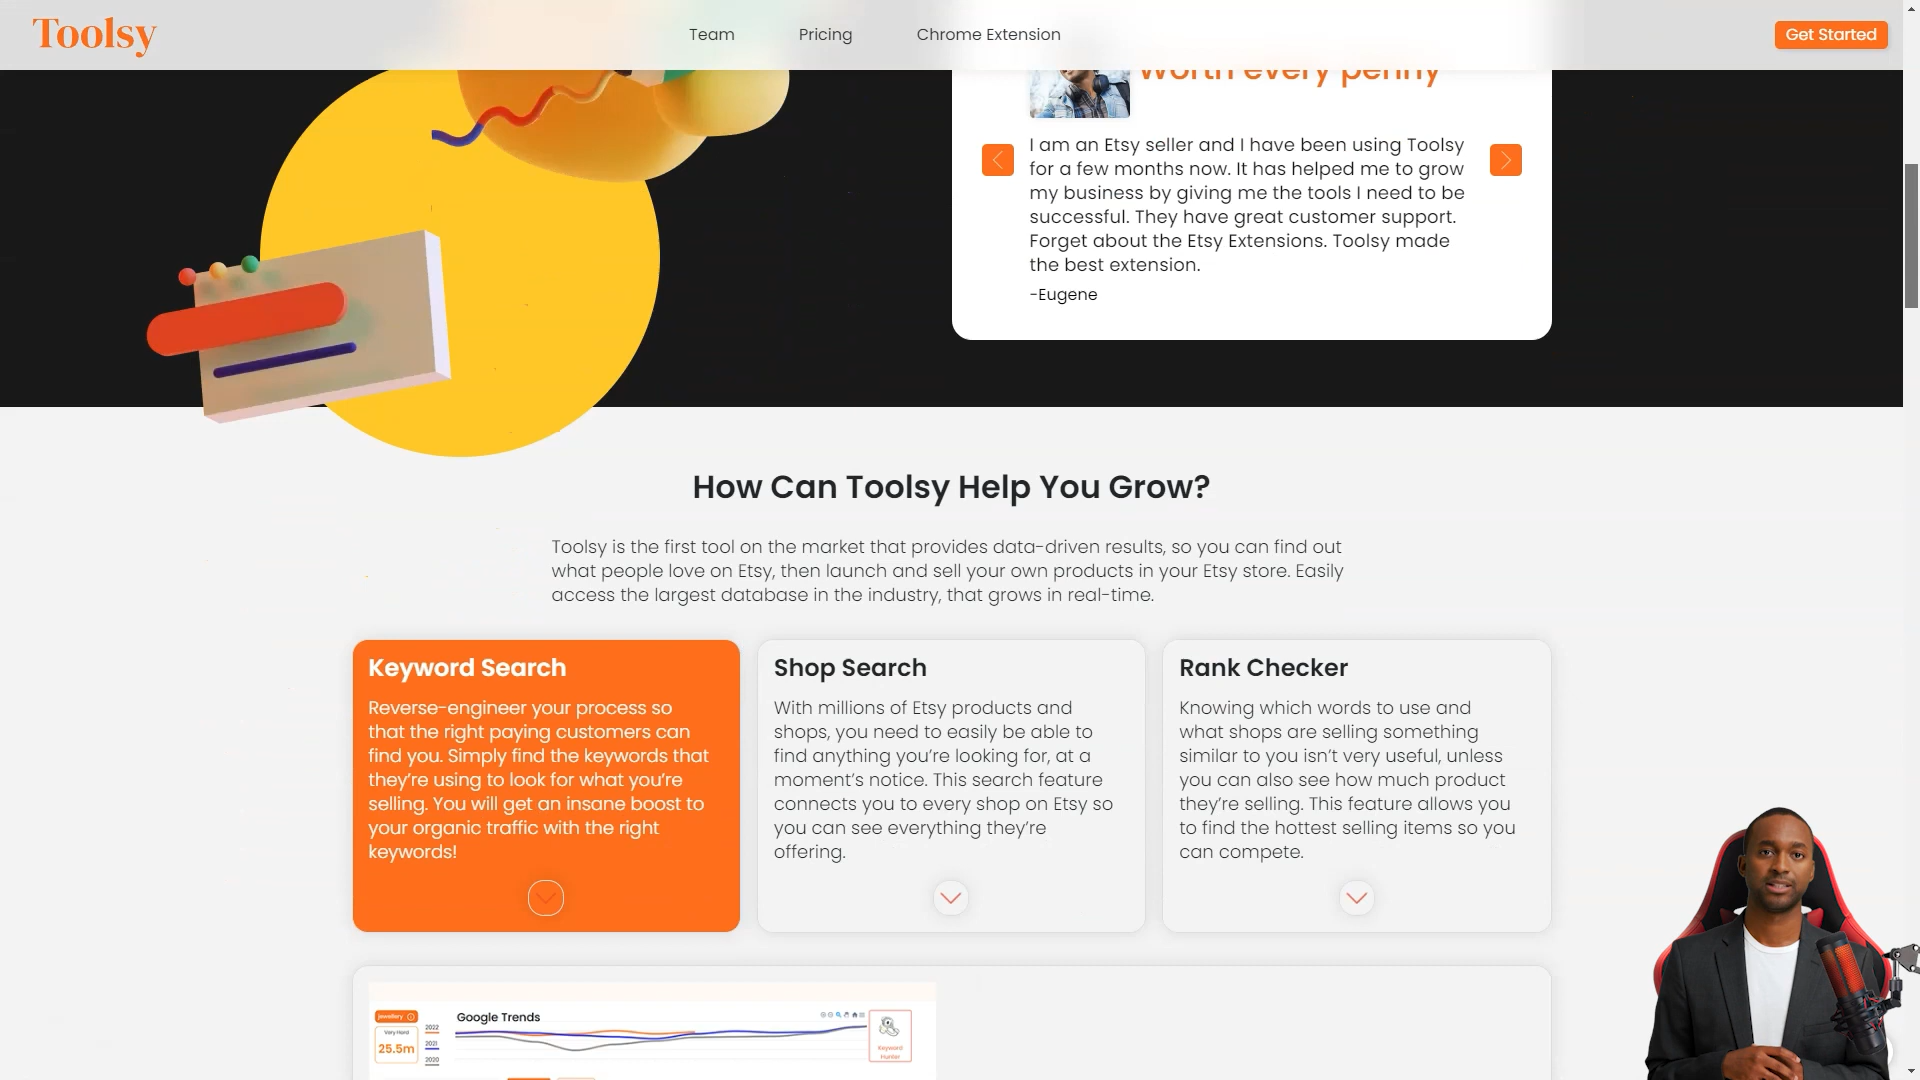 Toolsy
Team
Pricing
Chrome Extension
Get Started
Worth every penny
I am an Etsy seller and I have been using Toolsy
for a few months now. It has helped me to grow
my business by giving me the tools I need to be
successful. They have great customer support.
Forget about the Etsy Extensions. Toolsy made
the best extension.
-Eugene
How Can Toolsy Help You Grow?
Toolsy is the first tool on the market that provides data-driven results, so you can find out
what people love on Etsy, then launch and sell your own products in your Etsy store. Easily
access the largest database in the industry, that grows in real-time.
Keyword Search
Reverse-engineer your process so
that the right paying customers can
find you. Simply find the keywords that
they’re using to look for what you’re
selling. You will get an insane boost to
your organic traffic with the right
keywords!
Shop Search
With millions of Etsy products and
shops, you need to easily be able to
find anything you’re looking for, at a
moment’s notice. This search feature
connects you to every shop on Etsy so
you can see everything they’re
offering.
Rank Checker
Knowing which words to use and
what shops are selling something
similar to you isn’t very useful, unless
you can also see how much product
they’re selling. This feature allows you
to find the hottest selling items so you
can compete.
jewellery
Very Hard
25.5m
2022
2021
2020
Google Trends
Keyword
Hunter